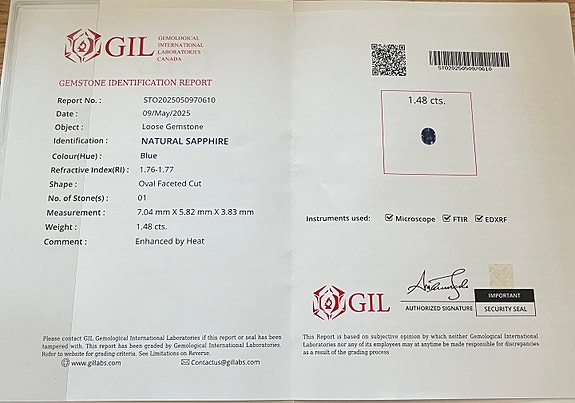 GIL
GEMOLOGICAL
INTERNATIONAL
LABORATORIES
CANADA
GEMSTONE IDENTIFICATION REPORT
Report No. : STO2025050970610
Date : 09/May/2025
Object : Loose Gemstone
Identification : NATURAL SAPPHIRE
Colour(Hue) : Blue
Refractive Index(RI) : 1.76-1.77
Shape : Oval Faceted Cut
No. of Stone(s) : 01
Measurement : 7.04 mm X 5.82 mm X 3.83 mm
Weight : 1.48 cts.
Comment : Enhanced by Heat
Please contact GIL Gemological International Laboratories if this report or seal has been
tampered with. This report has been graded by Gemological International Laboratories.
Refer to website for grading criteria. See Limitations on Reverse.
www.gillabs.com Contact@gillabs.com
STO2025050970610
1.48 cts.
Instruments used: Microscope FTIR EDXRF
GIL
AUTHORIZED SIGNATURE
IMPORTANT
SECURITY SEAL
This Report is based on subjective opinion by which neither Gemological International
Laboratories nor any of its employees may at anytime be made responsible for discrepancies
as a result of the grading process